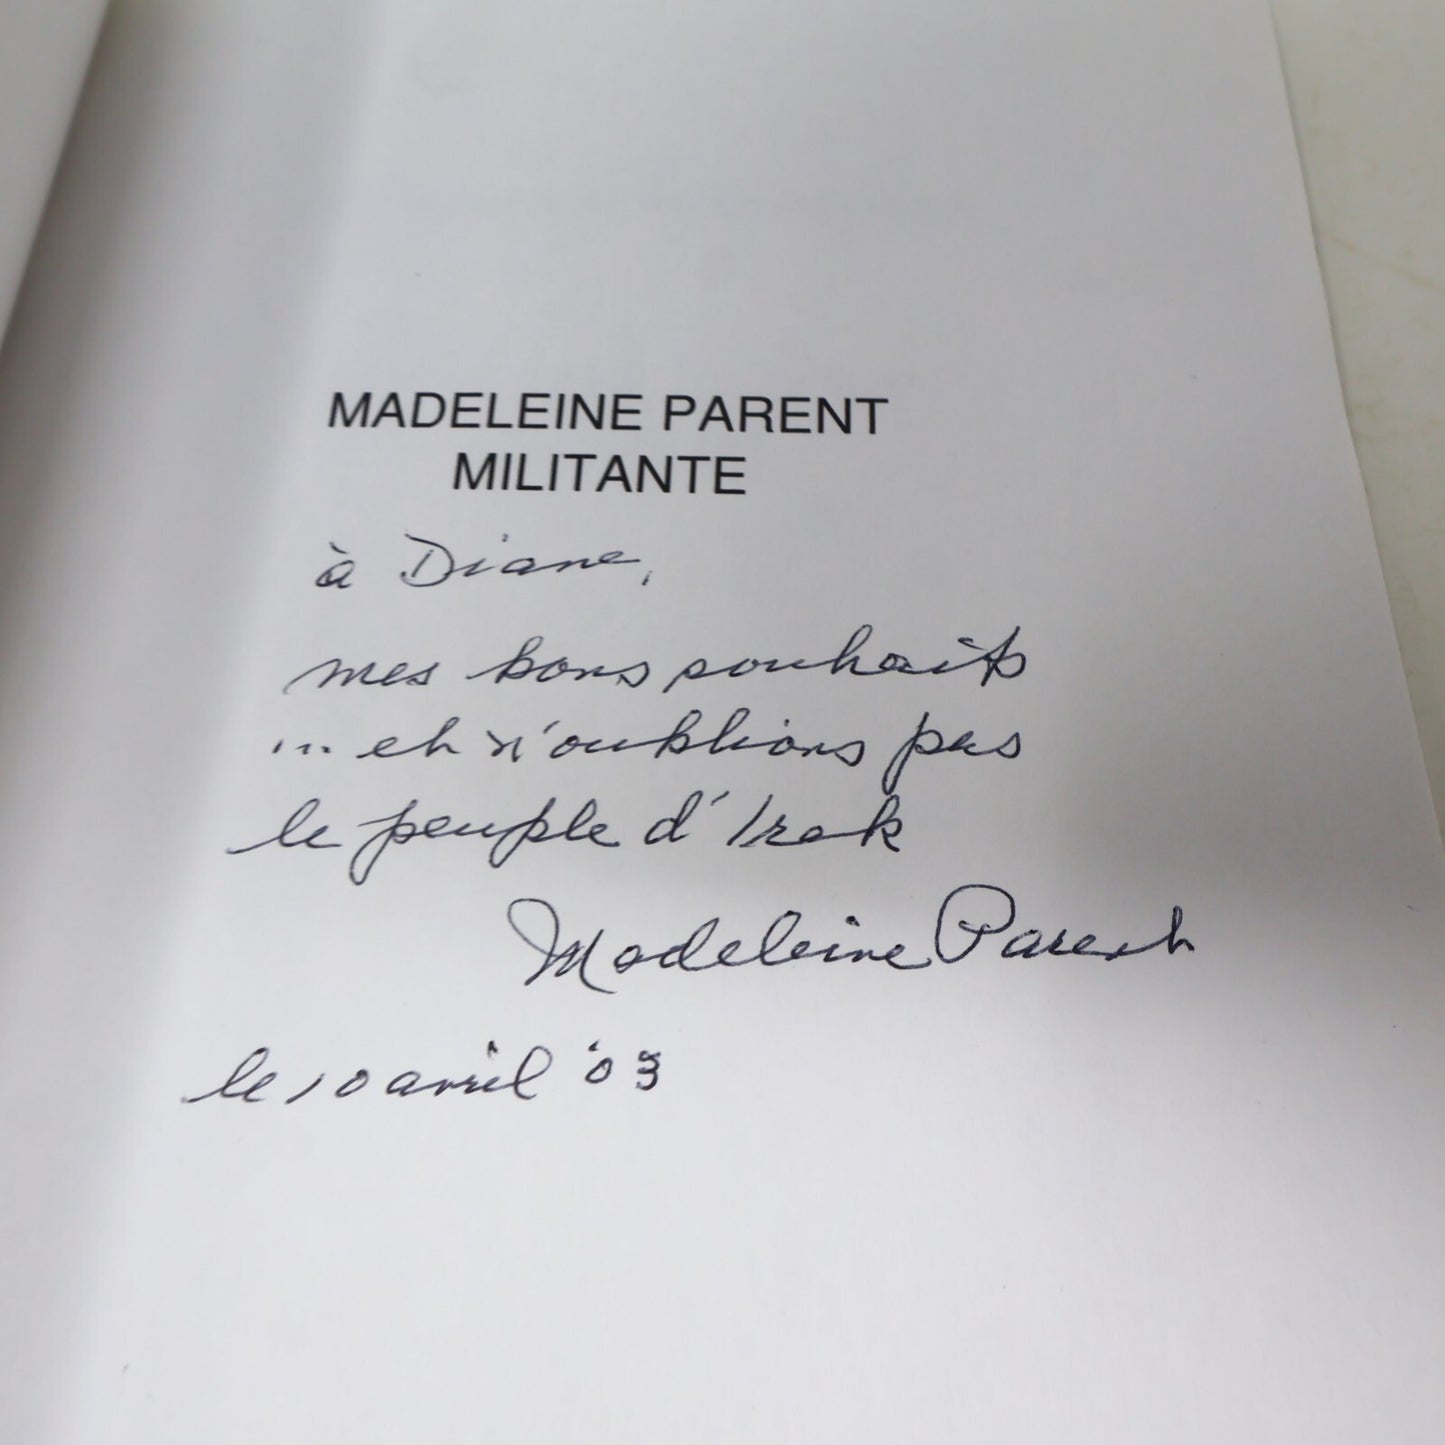 MADELEINE PARENT
MILITANTE
à Diane,
mes bons souhaits
... et n'oublions pas
le peuple d'Irak
Madeleine Parent
le 10 avril '03